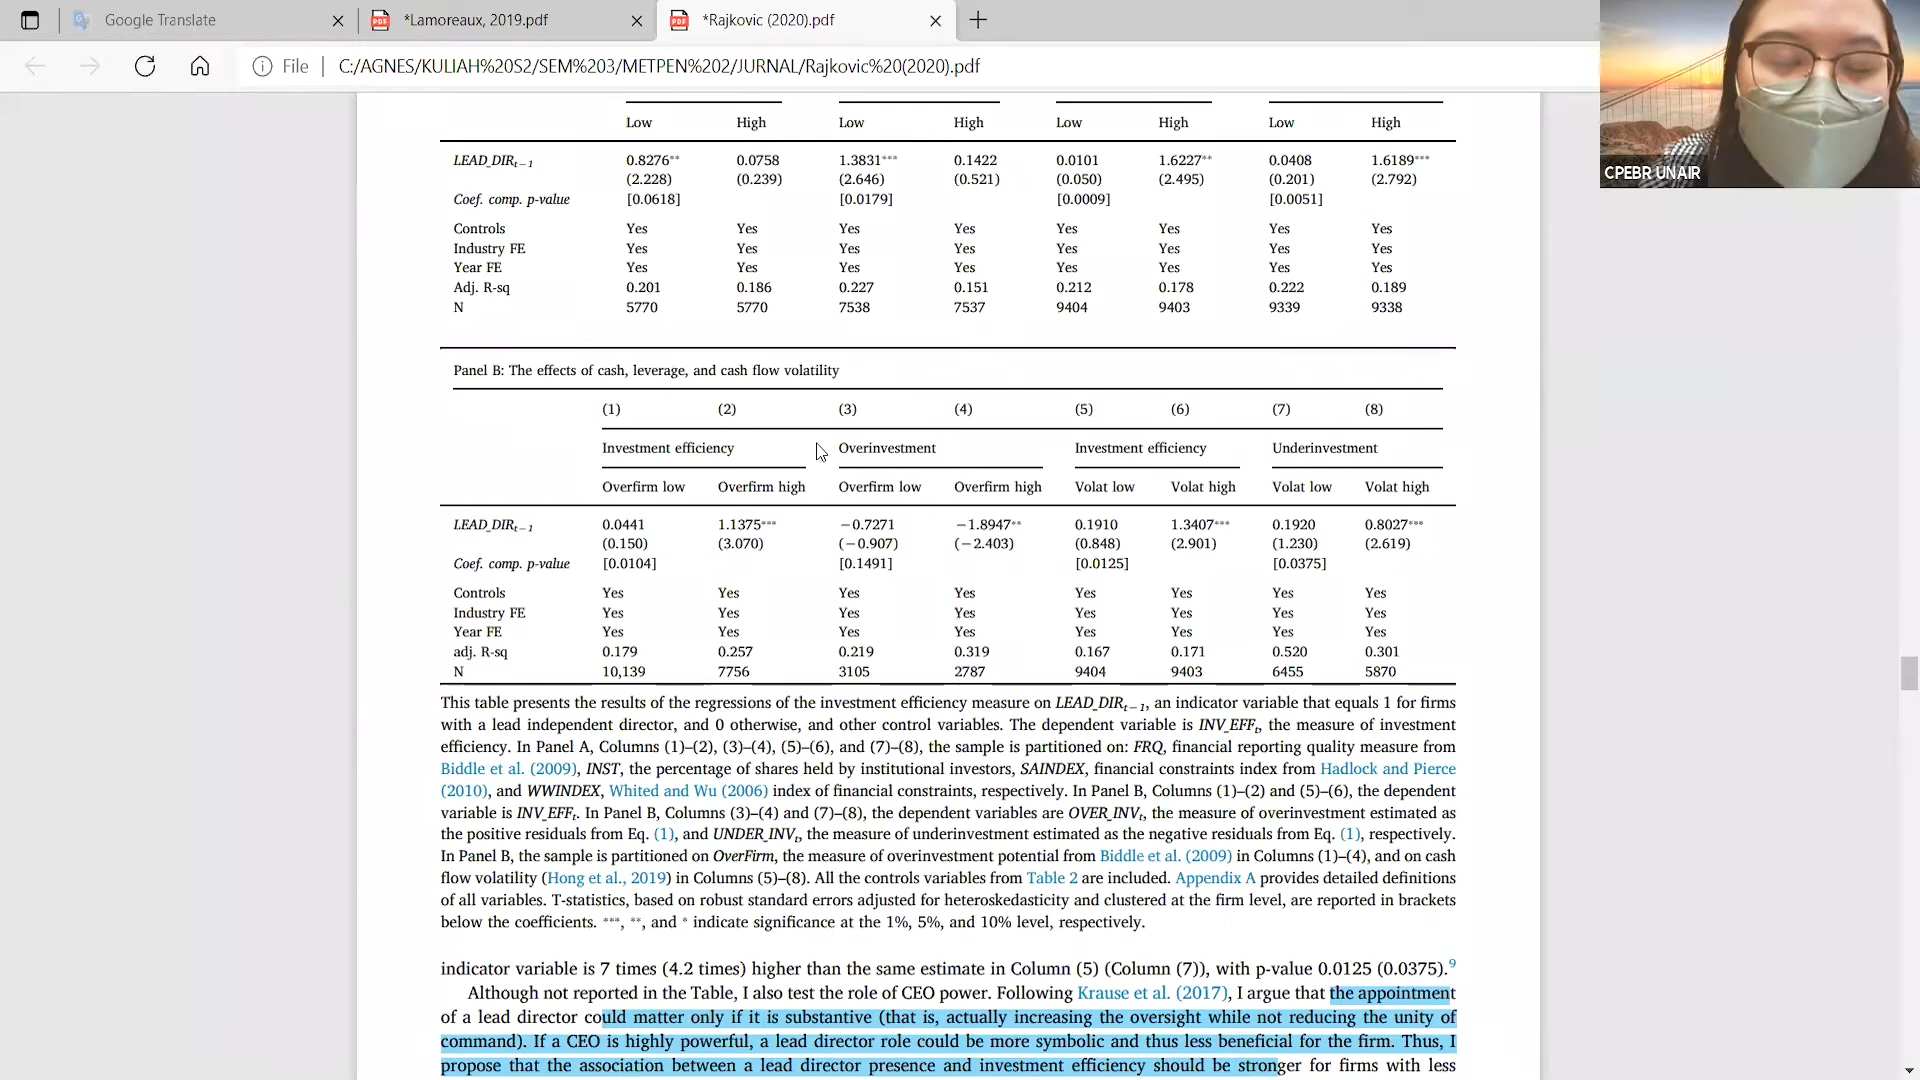 Google Translate
*Lamoreaux, 2019.pdf
*Rajkovic (2020).pdf
File | C:/AGNES/KULIAH%20S2/SEM%203/METPEN%202/JURNAL/Rajkovic%20(2020).pdf
CPEBR UNAIR
Low High Low High Low High Low High
LEAD_DIRt−1 0.8276** 0.0758 1.3831*** 0.1422 0.0101 1.6227** 0.0408 1.6189***
(2.228) (0.239) (2.646) (0.521) (0.050) (2.495) (0.201) (2.792)
Coef. comp. p-value [0.0618] [0.0179] [0.0009] [0.0051]
Controls Yes Yes Yes Yes Yes Yes Yes Yes
Industry FE Yes Yes Yes Yes Yes Yes Yes Yes
Year FE Yes Yes Yes Yes Yes Yes Yes Yes
Adj. R-sq 0.201 0.186 0.227 0.151 0.212 0.178 0.222 0.189
N 5770 5770 7538 7537 9404 9403 9339 9338
Panel B: The effects of cash, leverage, and cash flow volatility
(1) (2) (3) (4) (5) (6) (7) (8)
Investment efficiency Overinvestment Investment efficiency Underinvestment
Overfirm low Overfirm high Overfirm low Overfirm high Volat low Volat high Volat low Volat high
LEAD_DIRt−1 0.0441 1.1375*** −0.7271 −1.8947** 0.1910 1.3407*** 0.1920 0.8027***
(0.150) (3.070) (−0.907) (−2.403) (0.848) (2.901) (1.230) (2.619)
Coef. comp. p-value [0.0104] [0.1491] [0.0125] [0.0375]
Controls Yes Yes Yes Yes Yes Yes Yes Yes
Industry FE Yes Yes Yes Yes Yes Yes Yes Yes
Year FE Yes Yes Yes Yes Yes Yes Yes Yes
adj. R-sq 0.179 0.257 0.219 0.319 0.167 0.171 0.520 0.301
N 10,139 7756 3105 2787 9404 9403 6455 5870
This table presents the results of the regressions of the investment efficiency measure on LEAD_DIRt−1, an indicator variable that equals 1 for firms
with a lead independent director, and 0 otherwise, and other control variables. The dependent variable is INV_EFFt, the measure of investment
efficiency. In Panel A, Columns (1)–(2), (3)–(4), (5)–(6), and (7)–(8), the sample is partitioned on: FRQ, financial reporting quality measure from
Biddle et al. (2009), INST, the percentage of shares held by institutional investors, SAINDEX, financial constraints index from Hadlock and Pierce
(2010), and WWINDEX, Whited and Wu (2006) index of financial constraints, respectively. In Panel B, Columns (1)–(2) and (5)–(6), the dependent
variable is INV_EFFt. In Panel B, Columns (3)–(4) and (7)–(8), the dependent variables are OVER_INVt, the measure of overinvestment estimated as
the positive residuals from Eq. (1), and UNDER_INVt, the measure of underinvestment estimated as the negative residuals from Eq. (1), respectively.
In Panel B, the sample is partitioned on OverFirm, the measure of overinvestment potential from Biddle et al. (2009) in Columns (1)–(4), and on cash
flow volatility (Hong et al., 2019) in Columns (5)–(8). All the controls variables from Table 2 are included. Appendix A provides detailed definitions
of all variables. T-statistics, based on robust standard errors adjusted for heteroskedasticity and clustered at the firm level, are reported in brackets
below the coefficients. ***, **, and * indicate significance at the 1%, 5%, and 10% level, respectively.
indicator variable is 7 times (4.2 times) higher than the same estimate in Column (5) (Column (7)), with p-value 0.0125 (0.0375).9
Although not reported in the Table, I also test the role of CEO power. Following Krause et al. (2017), I argue that the appointment
of a lead director could matter only if it is substantive (that is, actually increasing the oversight while not reducing the unity of
command). If a CEO is highly powerful, a lead director role could be more symbolic and thus less beneficial for the firm. Thus, I
propose that the association between a lead director presence and investment efficiency should be stronger for firms with less